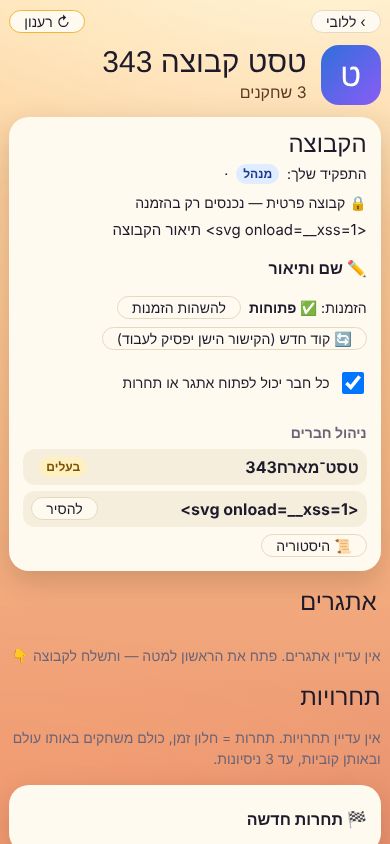 › ללובי
↻ רענון
ט
טסט קבוצה 343
3 שחקנים
הקבוצה
התפקיד שלך: מנהל ·
🔒 קבוצה פרטית — נכנסים רק בהזמנה
<svg onload=__xss=1> תיאור הקבוצה
✏️ שם ותיאור
הזמנות: ✅ פתוחות להשהות הזמנות
🔄 קוד חדש (הקישור הישן יפסיק לעבוד)
כל חבר יכול לפתוח אתגר או תחרות
ניהול חברים
טסט־מארח343 בעלים
<svg onload=__xss=1> להסיר
📜 היסטוריה
אתגרים
אין עדיין אתגרים. פתח את הראשון למטה — ותשלח לקבוצה 👇
תחרויות
אין עדיין תחרויות. תחרות = חלון זמן, כולם משחקים באותו עולם
ובאותן קוביות, עד 3 ניסיונות.
🏁 תחרות חדשה